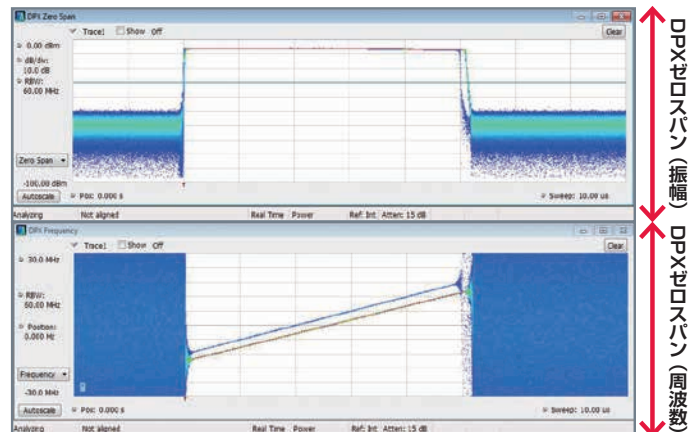 DPX Zero Span
Trace1 Show Off Clear
0.00 dBm
dB/div:
10.0 dB
RBW:
60.00 MHz
Zero Span
-100.00 dBm
Autoscale Pos: 0.000 s Sweep: 10.00 us
Analyzing Not aligned Real Time Power Ref: Int Atten: 15 dB
DPX Frequency
Trace1 Show Off Clear
30.0 MHz
RBW:
60.00 MHz
Position:
0.000 Hz
Frequency
-30.0 MHz
Autoscale Pos: 0.000 s Sweep: 10.00 us
Analyzing Not aligned Real Time Power Ref: Int Atten: 15 dB
DPXゼロスパン（振幅）
DPXゼロスパン（周波数）